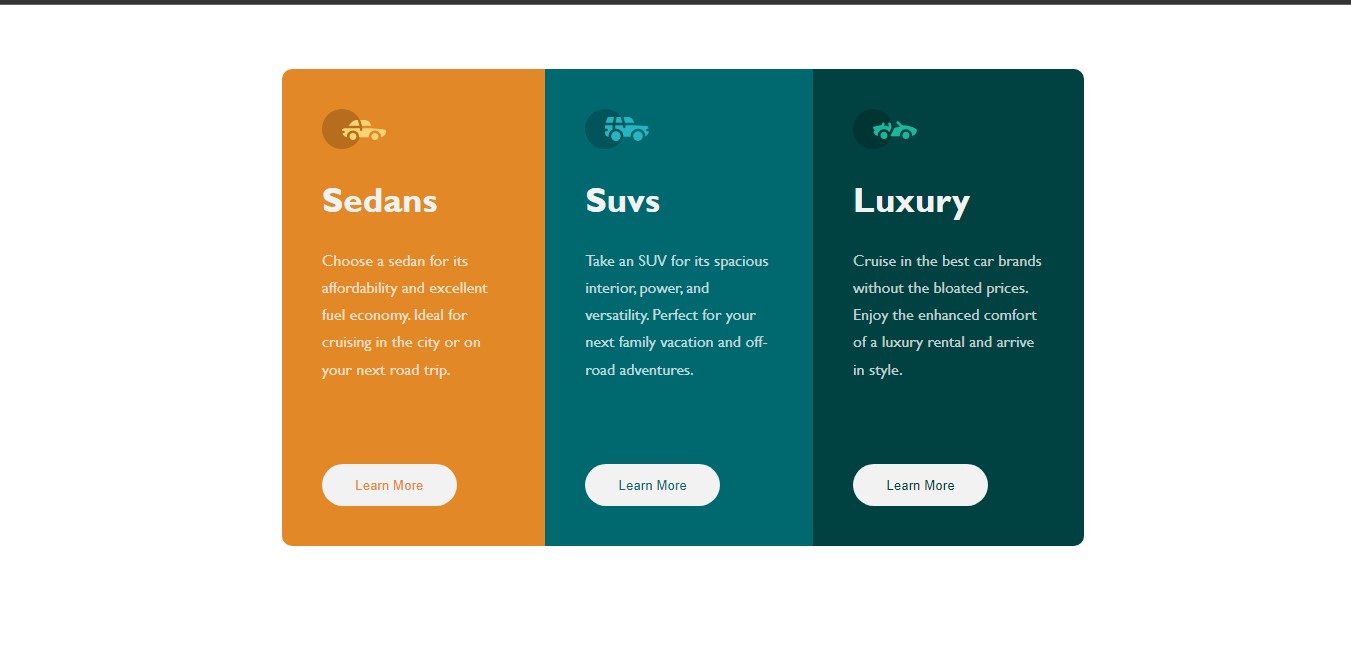 Sedans
Choose a sedan for its
affordability and excellent
fuel economy. Ideal for
cruising in the city or on
your next road trip.
Learn More
Suvs
Take an SUV for its spacious
interior, power, and
versatility. Perfect for your
next family vacation and off-
road adventures.
Learn More
Luxury
Cruise in the best car brands
without the bloated prices.
Enjoy the enhanced comfort
of a luxury rental and arrive
in style.
Learn More